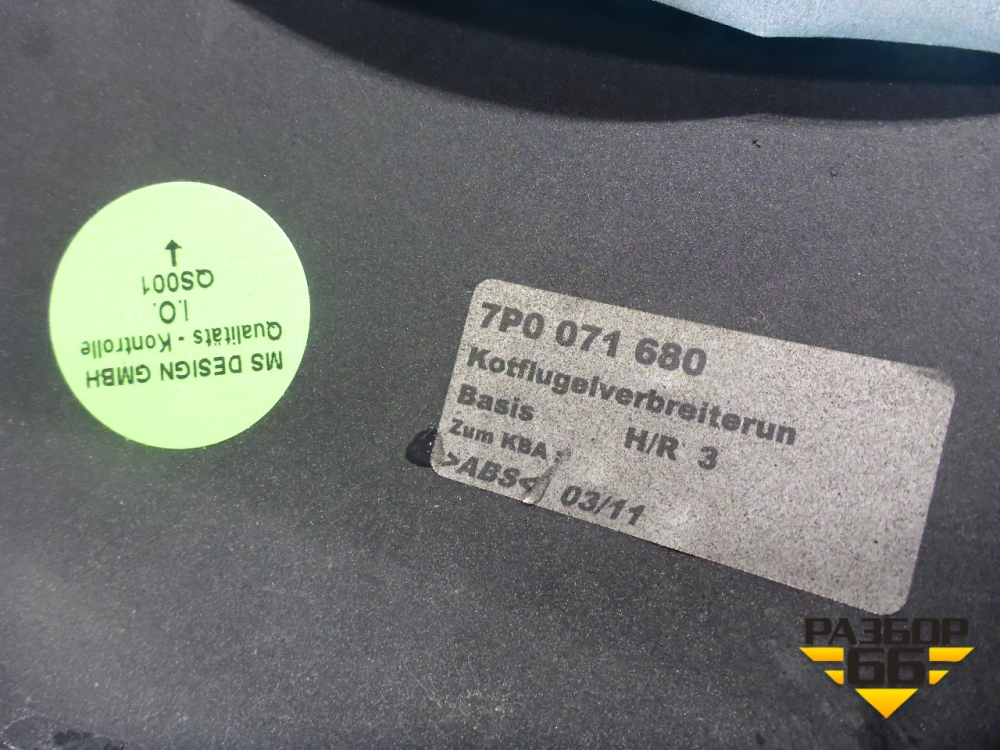 MS DESIGN GMBH
Qualitäts - Kontrolle
I.O.
QS001
7P0 071 680
Kotflugelverbreiterun
Basis H/R 3
Zum KBA :
>ABS< 03/11
РАЗБОР
66